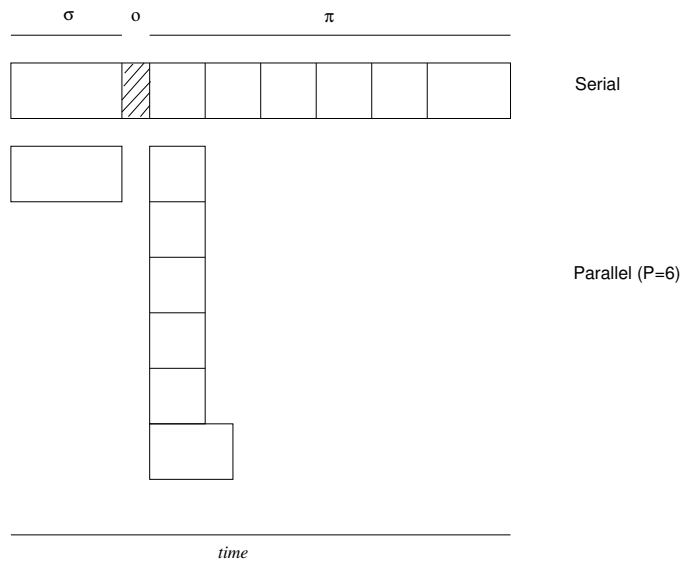 σ o π
Serial
Parallel (P=6)
time